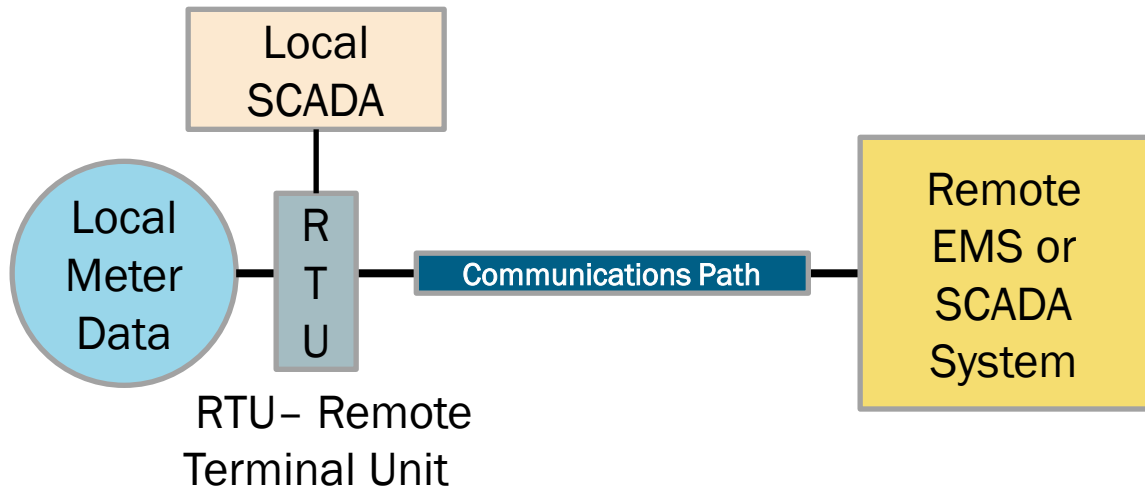 Local
SCADA
Local
Meter
Data
R
T
U
Communications Path
Remote
EMS or
SCADA
System
RTU– Remote
Terminal Unit